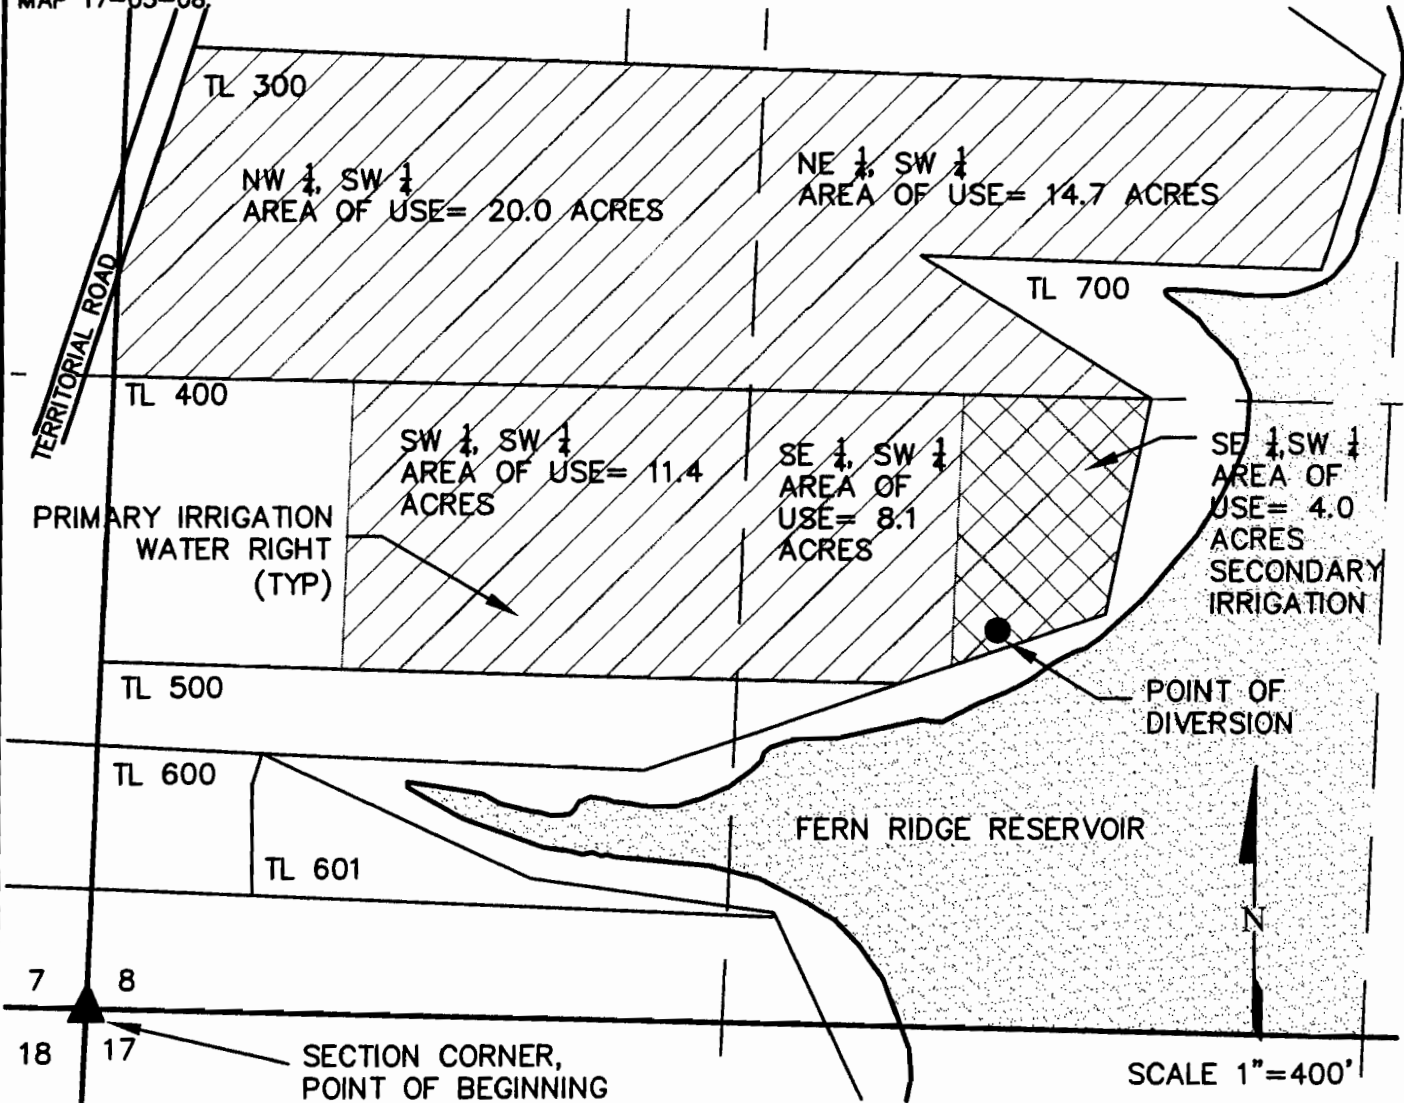 MAP 17-05-08.
TL 300
NW 1/4, SW 1/4
AREA OF USE= 20.0 ACRES
NE 1/4, SW 1/4
AREA OF USE= 14.7 ACRES
TL 700
TERRITORIAL ROAD
TL 400
SW 1/4, SW 1/4
AREA OF USE= 11.4
ACRES
SE 1/4, SW 1/4
AREA OF
USE= 8.1
ACRES
SE 1/4,SW 1/4
AREA OF
USE= 4.0
ACRES
SECONDARY
IRRIGATION
PRIMARY IRRIGATION
WATER RIGHT
(TYP)
TL 500
POINT OF
DIVERSION
TL 600
FERN RIDGE RESERVOIR
TL 601
N
7 8
18 17
SECTION CORNER,
POINT OF BEGINNING
SCALE 1"=400'